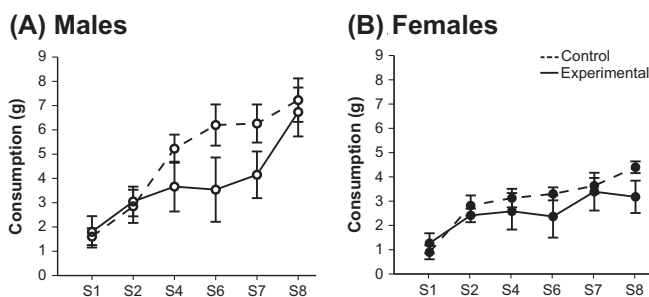 (A) Males
Consumption (g)
9
8
7
6
5
4
3
2
1
0
S1 S2 S4 S6 S7 S8
(B) Females
Control
Experimental
Consumption (g)
9
8
7
6
5
4
3
2
1
0
S1 S2 S4 S6 S7 S8